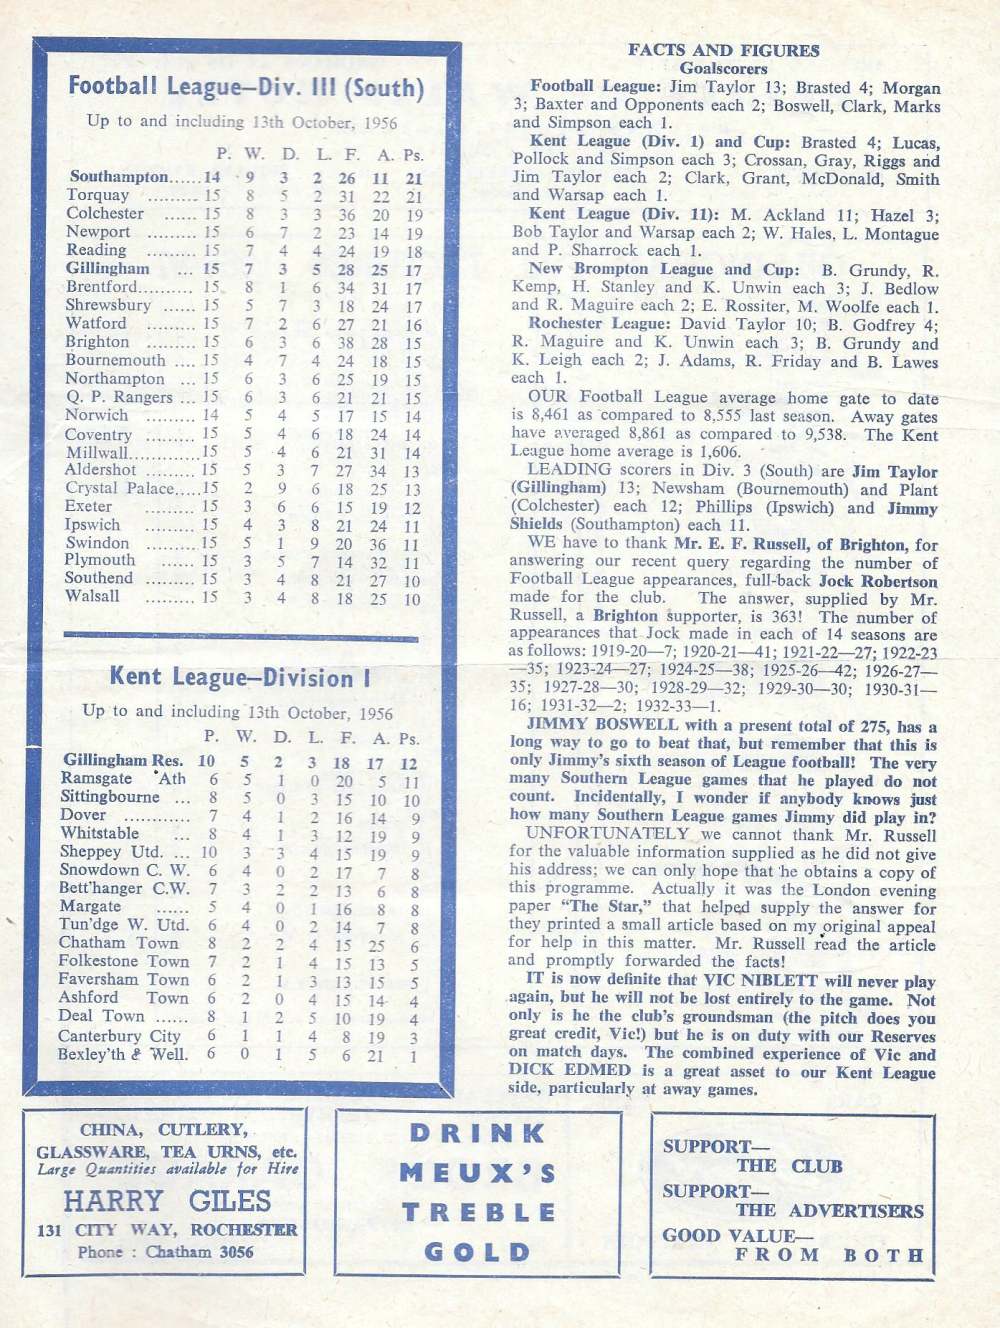 Football League—Div. III (South)
Up to and including 13th October, 1956
P. W. D. L. F. A. Ps.
Southampton......14 9 3 2 26 11 21
Torquay ......... 15 8 5 2 31 22 21
Colchester ...... 15 8 3 3 36 20 19
Newport ......... 15 6 7 2 23 14 19
Reading ......... 15 7 4 4 24 19 18
Gillingham ... 15 7 3 5 28 25 17
Brentford.......... 15 8 1 6 34 31 17
Shrewsbury ...... 15 5 7 3 18 24 17
Watford ......... 15 7 2 6 27 21 16
Brighton ......... 15 6 3 6 38 28 15
Bournemouth .... 15 4 7 4 24 18 15
Northampton ... 15 6 3 6 25 19 15
Q. P. Rangers ... 15 6 3 6 21 21 15
Norwich ......... 14 5 4 5 17 15 14
Coventry ......... 15 5 4 6 18 24 14
Millwall.............15 5 4 6 21 31 14
Aldershot ......... 15 5 3 7 27 34 13
Crystal Palace.....15 2 9 6 18 25 13
Exeter ......... 15 3 6 6 15 19 12
Ipswich ......... 15 4 3 8 21 24 11
Swindon ......... 15 5 1 9 20 36 11
Plymouth ...... 15 3 5 7 14 32 11
Southend ......... 15 3 4 8 21 27 10
Walsall ......... 15 3 4 8 18 25 10
Kent League—Division I
Up to and including 13th October, 1956
P. W. D. L. F. A. Ps.
Gillingham Res. 10 5 2 3 18 17 12
Ramsgate Ath 6 5 1 0 20 5 11
Sittingbourne ... 8 5 0 3 15 10 10
Dover ............ 7 4 1 2 16 14 9
Whitstable ... 8 4 1 3 12 19 9
Sheppey Utd. ... 10 3 3 4 15 19 9
Snowdown C. W. 6 4 0 2 17 7 8
Bett'hanger C.W. 7 3 2 2 13 6 8
Margate ...... 5 4 0 1 16 8 8
Tun'dge W. Utd. 6 4 0 2 14 7 8
Chatham Town 8 2 2 4 15 25 6
Folkestone Town 7 2 1 4 15 13 5
Faversham Town 6 2 1 3 13 15 5
Ashford Town 6 2 0 4 15 14 4
Deal Town ...... 8 1 2 5 10 19 4
Canterbury City 6 1 1 4 8 19 3
Bexley'th & Well. 6 0 1 5 6 21 1
FACTS AND FIGURES
Goalscorers
Football League: Jim Taylor 13; Brasted 4; Morgan
3; Baxter and Opponents each 2; Boswell, Clark, Marks
and Simpson each 1.
Kent League (Div. 1) and Cup: Brasted 4; Lucas,
Pollock and Simpson each 3; Crossan, Gray, Riggs and
Jim Taylor each 2; Clark, Grant, McDonald, Smith
and Warsap each 1.
Kent League (Div. 11): M. Ackland 11; Hazel 3;
Bob Taylor and Warsap each 2; W. Hales, L. Montague
and P. Sharrock each 1.
New Brompton League and Cup: B. Grundy, R.
Kemp, H. Stanley and K. Unwin each 3; J. Bedlow
and R. Maguire each 2; E. Rossiter, M. Woolfe each 1.
Rochester League: David Taylor 10; B. Godfrey 4;
R. Maguire and K. Unwin each 3; B. Grundy and
K. Leigh each 2; J. Adams, R. Friday and B. Lawes
each 1.
OUR Football League average home gate to date
is 8,461 as compared to 8,555 last season. Away gates
have averaged 8,861 as compared to 9,538. The Kent
League home average is 1,606.
LEADING scorers in Div. 3 (South) are Jim Taylor
(Gillingham) 13; Newsham (Bournemouth) and Plant
(Colchester) each 12; Phillips (Ipswich) and Jimmy
Shields (Southampton) each 11.
WE have to thank Mr. E. F. Russell, of Brighton, for
answering our recent query regarding the number of
Football League appearances, full-back Jock Robertson
made for the club. The answer, supplied by Mr.
Russell, a Brighton supporter, is 363! The number of
appearances that Jock made in each of 14 seasons are
as follows: 1919-20—7; 1920-21—41; 1921-22—27; 1922-23
—35; 1923-24—27; 1924-25—38; 1925-26—42; 1926-27—
35; 1927-28—30; 1928-29—32; 1929-30—30; 1930-31—
16; 1931-32—2; 1932-33—1.
JIMMY BOSWELL with a present total of 275, has a
long way to go to beat that, but remember that this is
only Jimmy's sixth season of League football! The very
many Southern League games that he played do not
count. Incidentally, I wonder if anybody knows just
how many Southern League games Jimmy did play in?
UNFORTUNATELY we cannot thank Mr. Russell
for the valuable information supplied as he did not give
his address; we can only hope that he obtains a copy of
this programme. Actually it was the London evening
paper "The Star," that helped supply the answer for
they printed a small article based on my original appeal
for help in this matter. Mr. Russell read the article
and promptly forwarded the facts!
IT is now definite that VIC NIBLETT will never play
again, but he will not be lost entirely to the game. Not
only is he the club's groundsman (the pitch does you
great credit, Vic!) but he is on duty with our Reserves
on match days. The combined experience of Vic and
DICK EDMED is a great asset to our Kent League
side, particularly at away games.
CHINA, CUTLERY,
GLASSWARE, TEA URNS, etc.
Large Quantities available for Hire
HARRY GILES
131 CITY WAY, ROCHESTER
Phone : Chatham 3056
DRINK
MEUX'S
TREBLE
GOLD
SUPPORT—
THE CLUB
SUPPORT—
THE ADVERTISERS
GOOD VALUE—
FROM BOTH